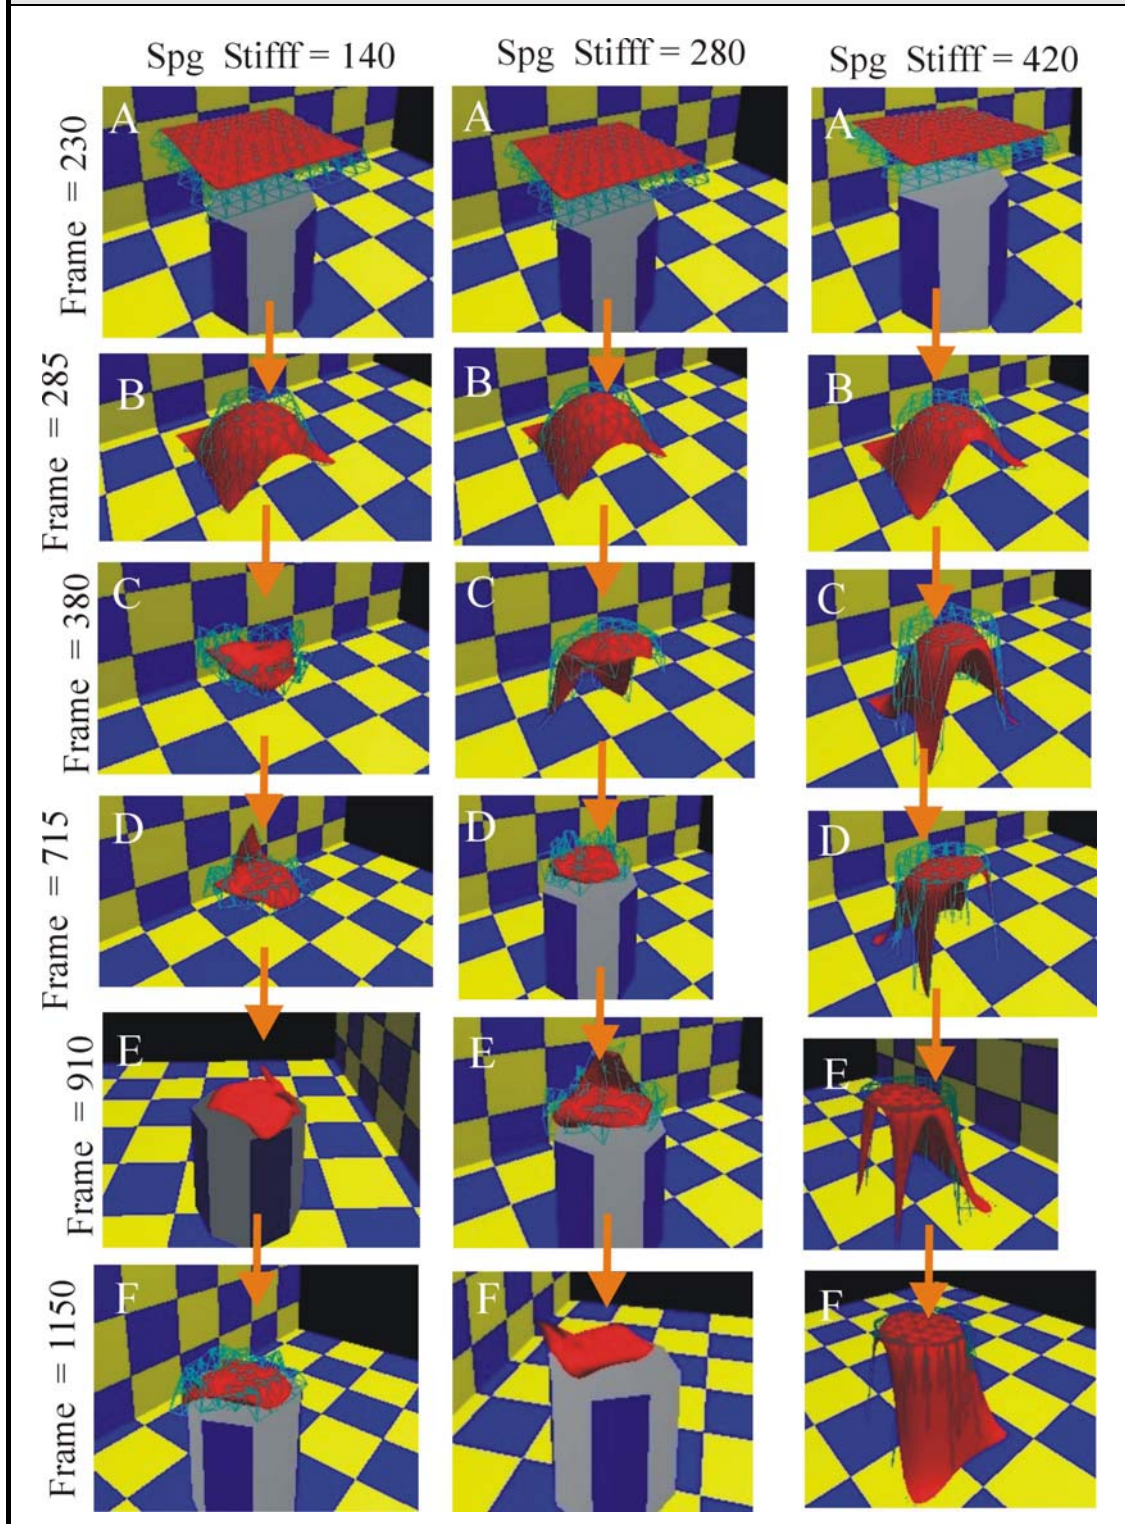 Spg Stifff = 140
Spg Stifff = 280
Spg Stifff = 420
Frame = 230
A
A
A
Frame = 285
B
B
B
Frame = 380
C
C
C
Frame = 715
D
D
D
Frame = 910
E
E
E
Frame = 1150
F
F
F